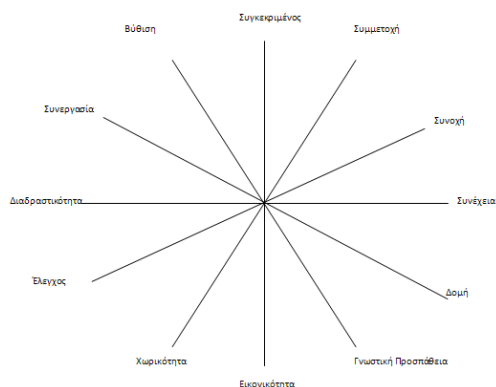 Συγκεκριμένος
Βύθιση
Συμμετοχή
Συνεργασία
Συνοχή
Διαδραστικότητα
Συνέχεια
Έλεγχος
Δομή
Χωρικότητα
Γνωστική Προσπάθεια
Εικονικότητα